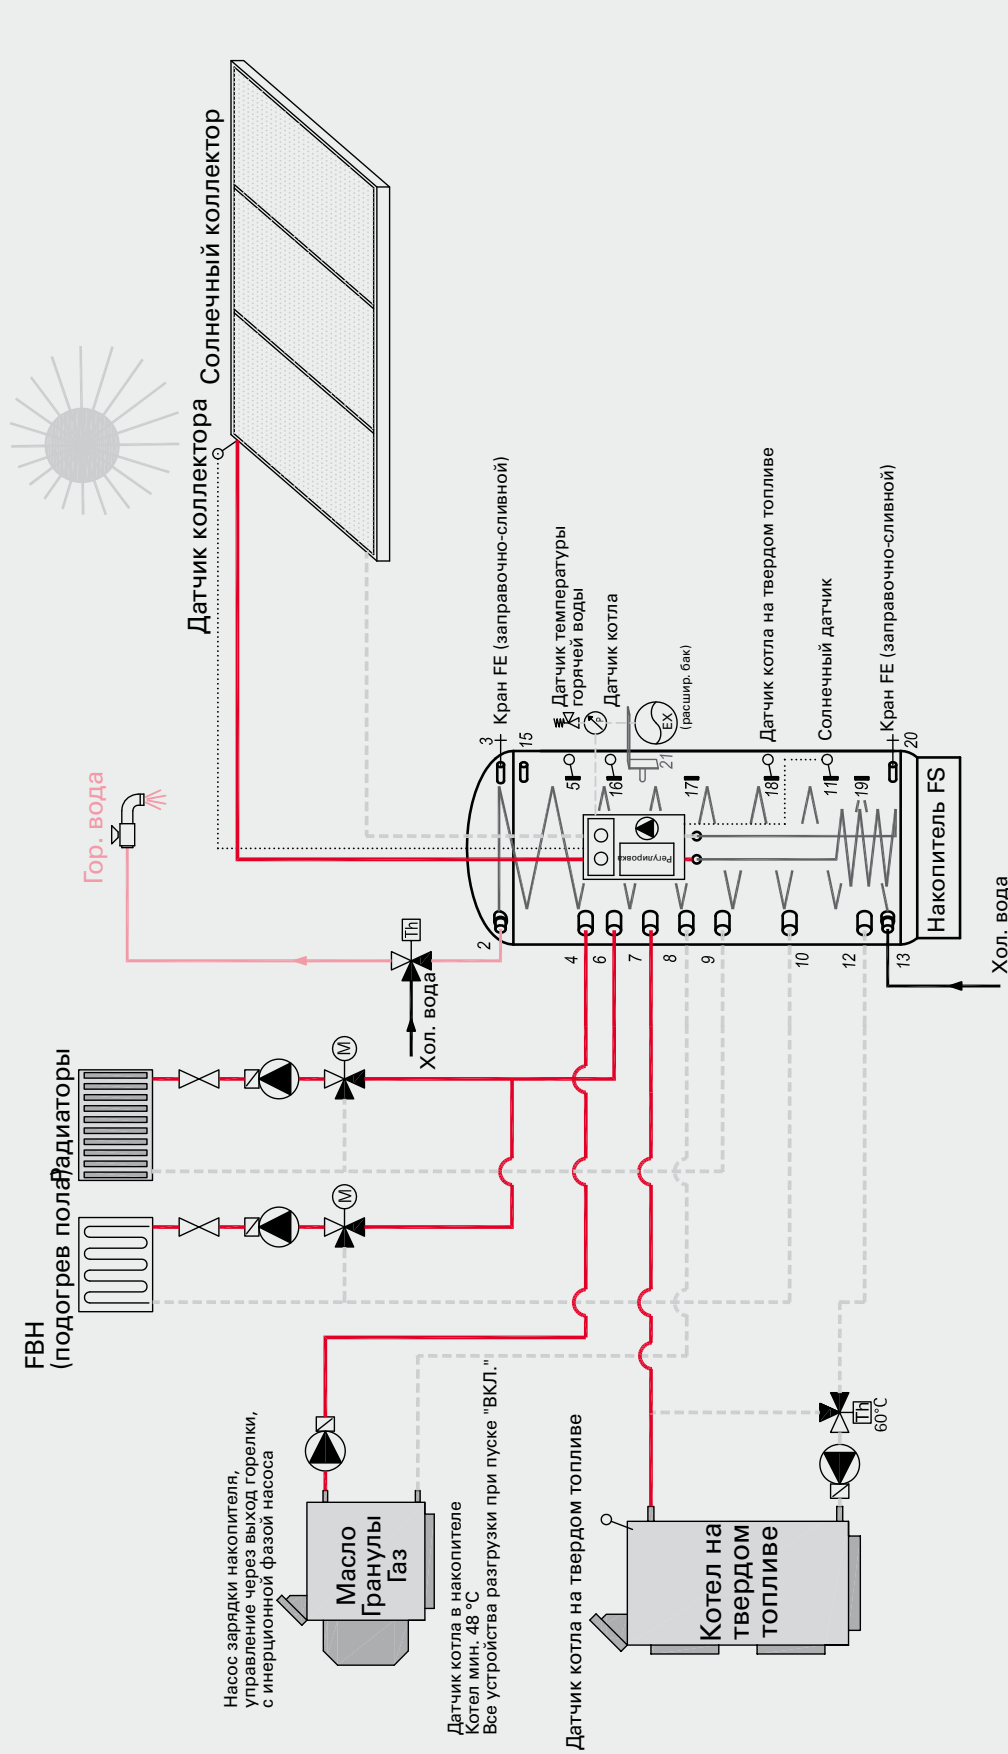 Солнечный коллектор
Датчик коллектора
Гор. вода
Кран FE (заправочно-сливной)
Датчик температуры
горячей воды
Датчик котла
EX
(расшир. бак)
P
Датчик котла на твердом топливе
Солнечный датчик
Кран FE (заправочно-сливной)
3
15
5
16
21
17
18
11
19
20
Регулировка
Накопитель FS
2
4
6
7
8
9
10
12
13
Хол. вода
Th
Хол. вода
Радиаторы
M
FBH
(подогрев пола)
M
Насос зарядки накопителя,
управление через выход горелки,
с инерционной фазой насоса
Масло
Гранулы
Газ
Датчик котла в накопителе
Котел мин. 48 °C
Все устройства разгрузки при пуске "ВКЛ."
Датчик котла на твердом топливе
Котел на
твердом
топливе
Th
60°C